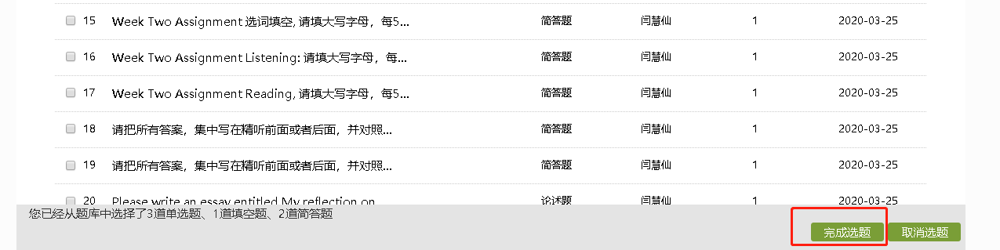 15 Week Two Assignment 选词填空, 请填大写字母，每5... 简答题 闫慧仙 1 2020-03-25
16 Week Two Assignment Listening: 请填大写字母，每... 简答题 闫慧仙 1 2020-03-25
17 Week Two Assignment Reading, 请填大写字母，每5... 简答题 闫慧仙 1 2020-03-25
18 请把所有答案，集中写在精听前面或者后面，并对照... 简答题 闫慧仙 1 2020-03-25
19 请把所有答案，集中写在精听前面或者后面，并对照... 简答题 闫慧仙 1 2020-03-25
20 Please write an essay entitled My reflection on 论述题 闫慧仙 1 2020-03-25
您已经从题库中选择了3道单选题、1道填空题、2道简答题
完成选题 取消选题